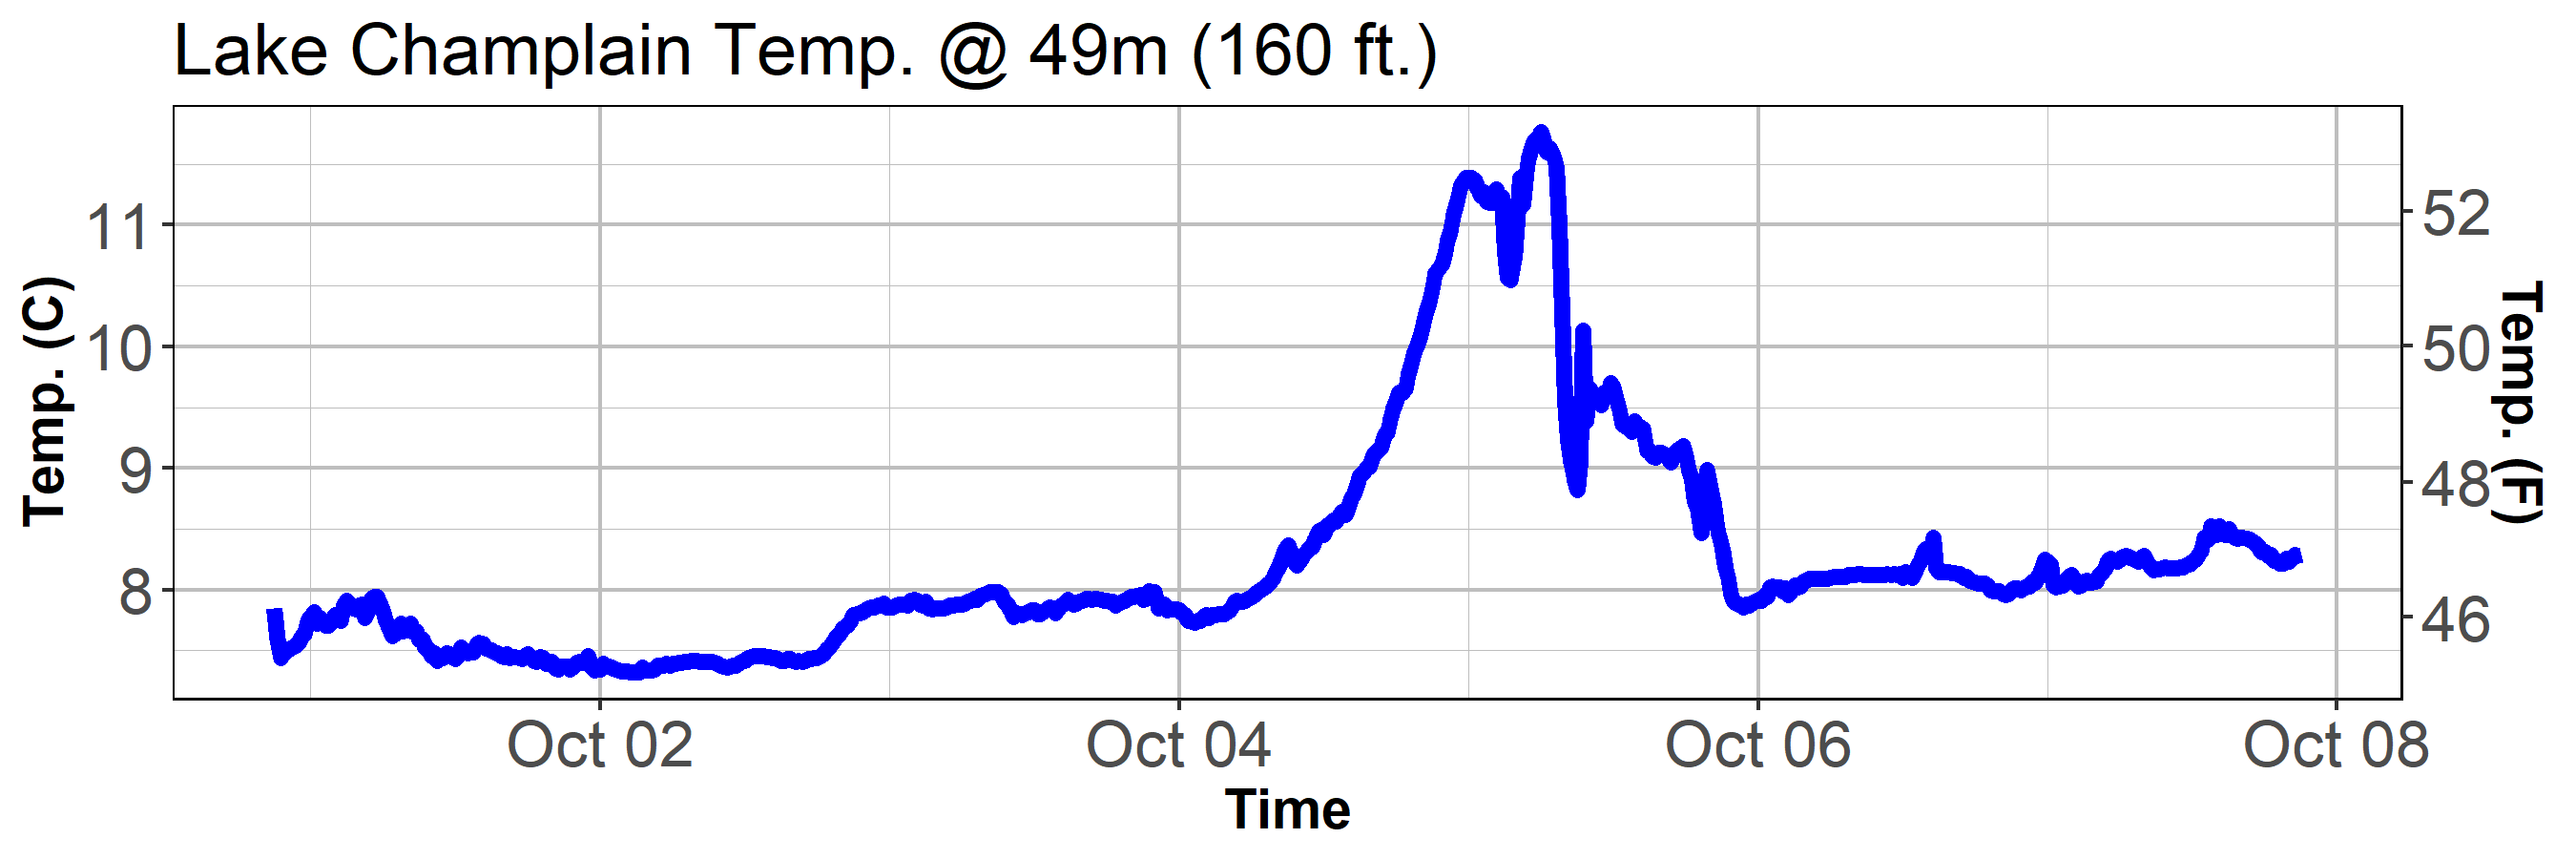 Lake Champlain Temp. @ 49m (160 ft.)
Temp. (C)
11
10
9
8
52
50
48
46
Temp. (F)
Oct 02 Oct 04 Oct 06 Oct 08
Time